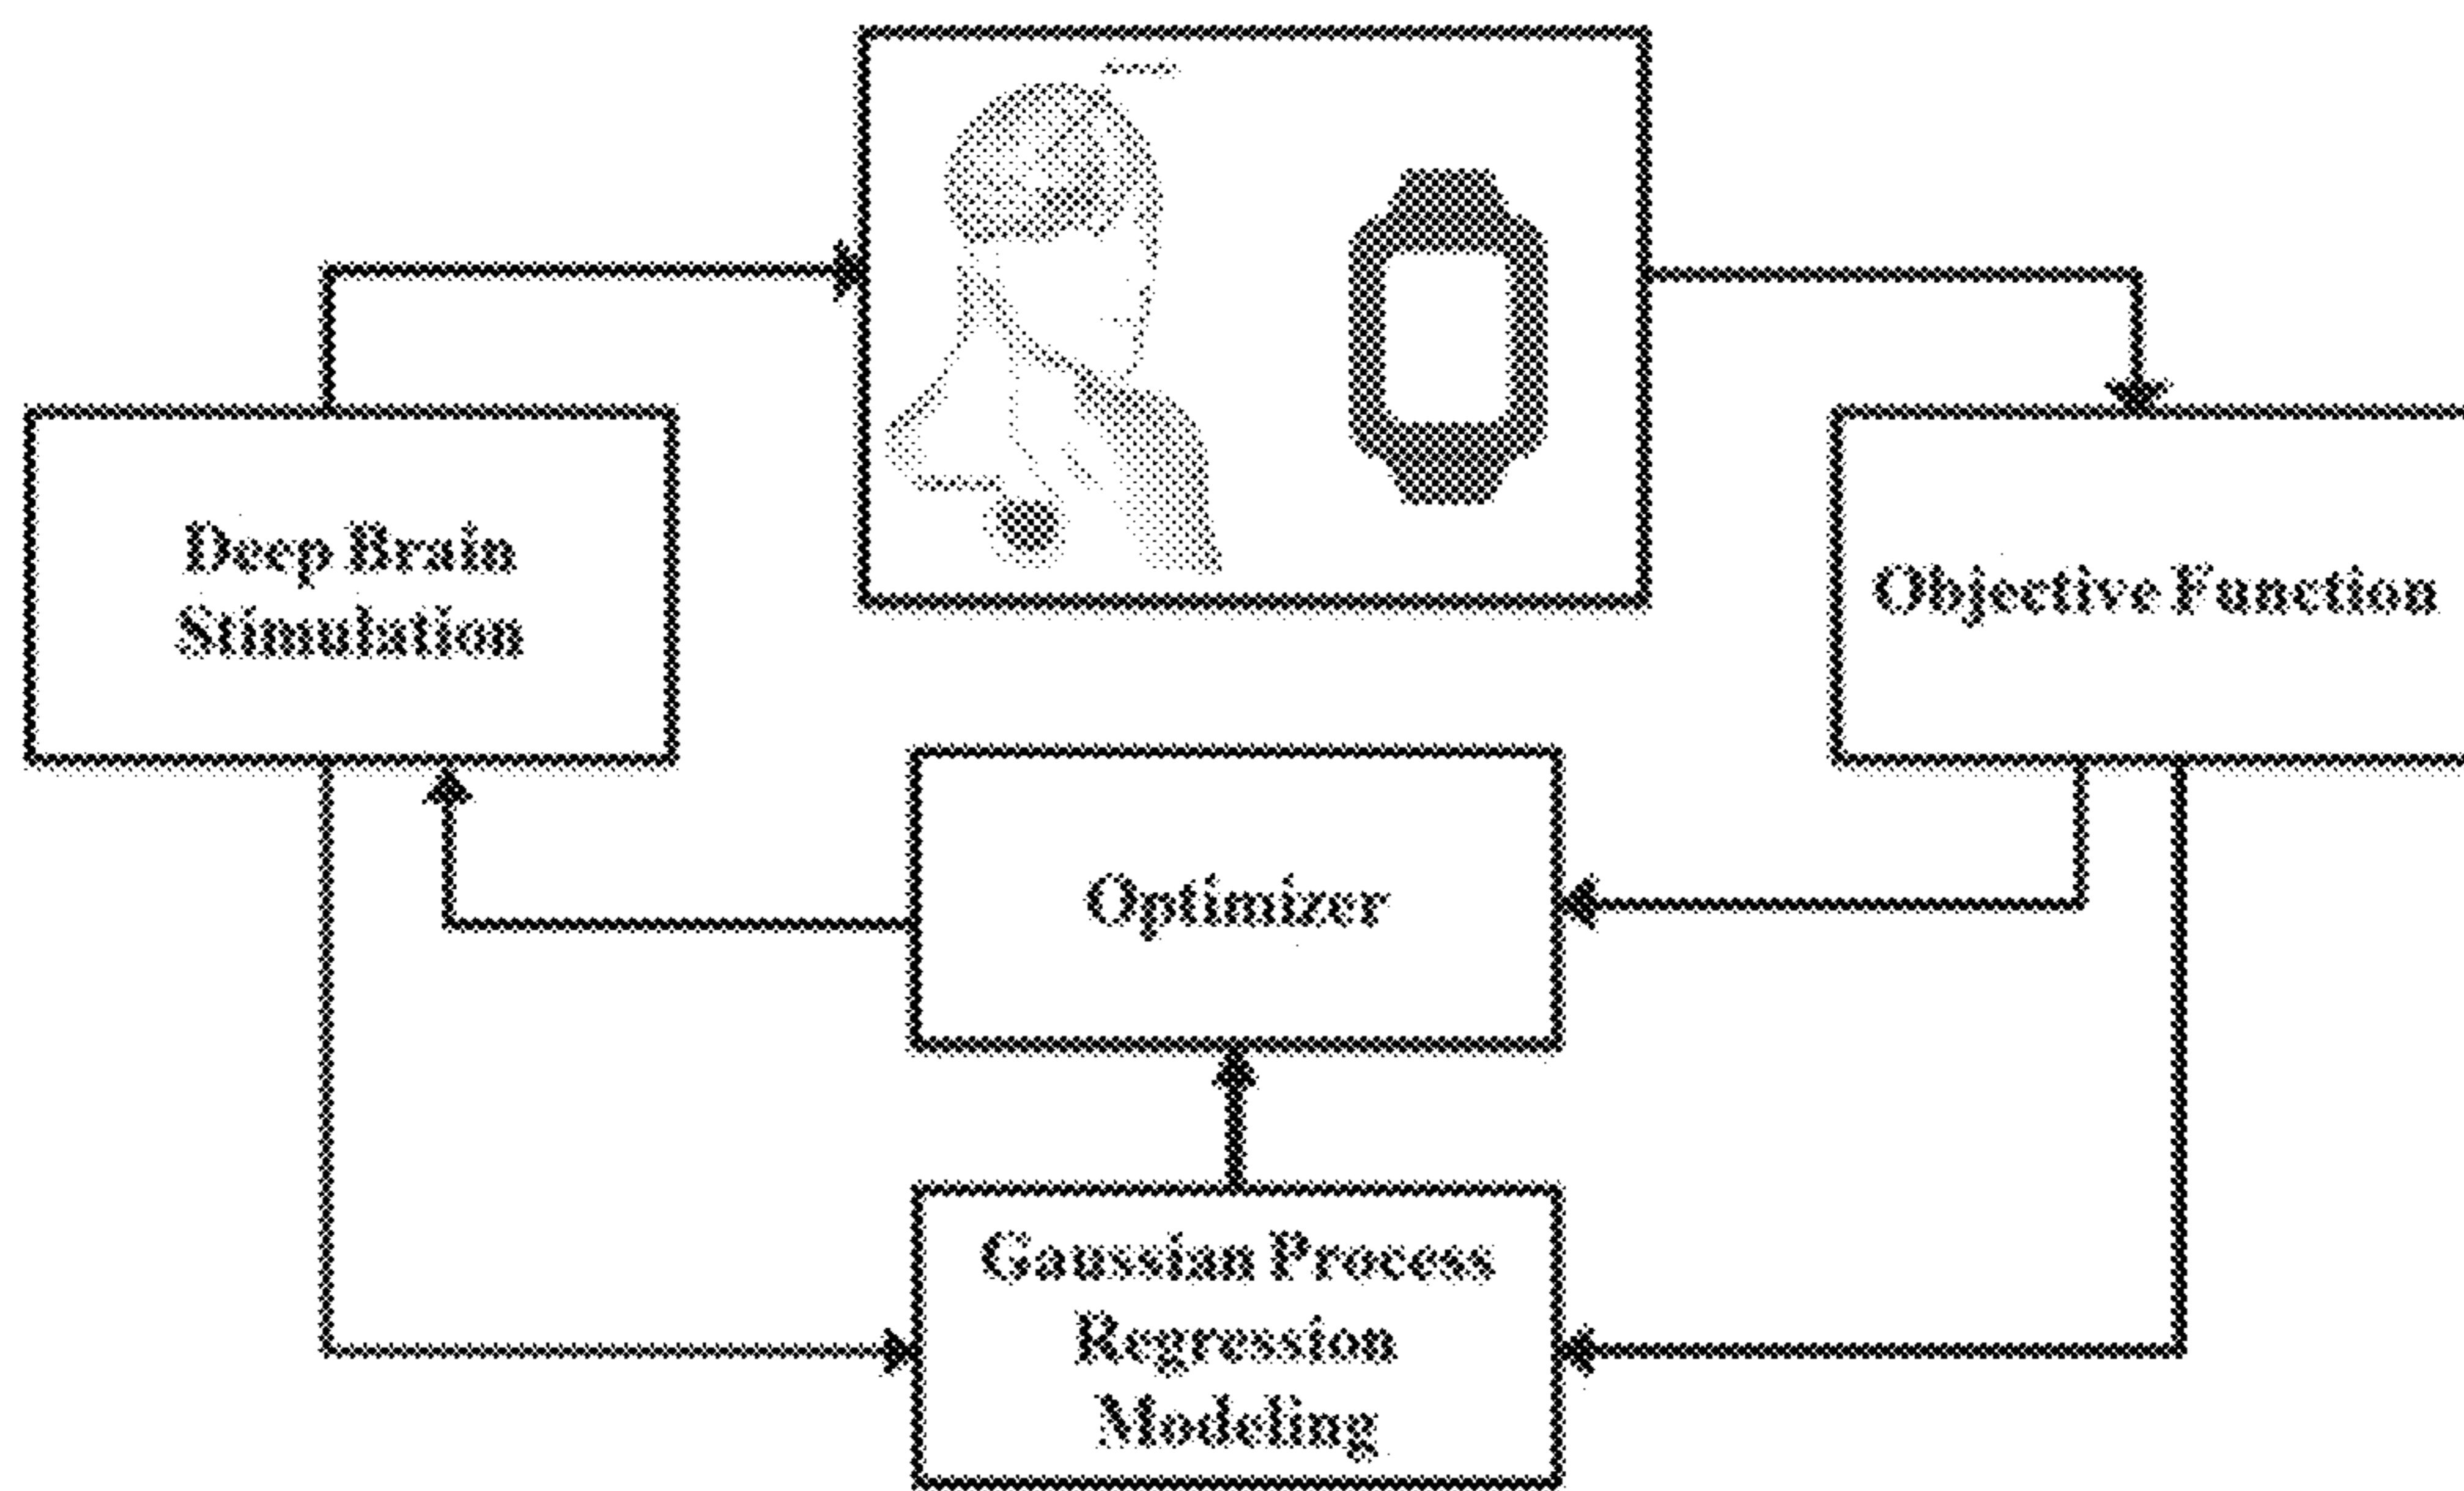 Deep Brain
Stimulation
Objective Function
Optimizer
Gaussian Process
Regression
Modeling